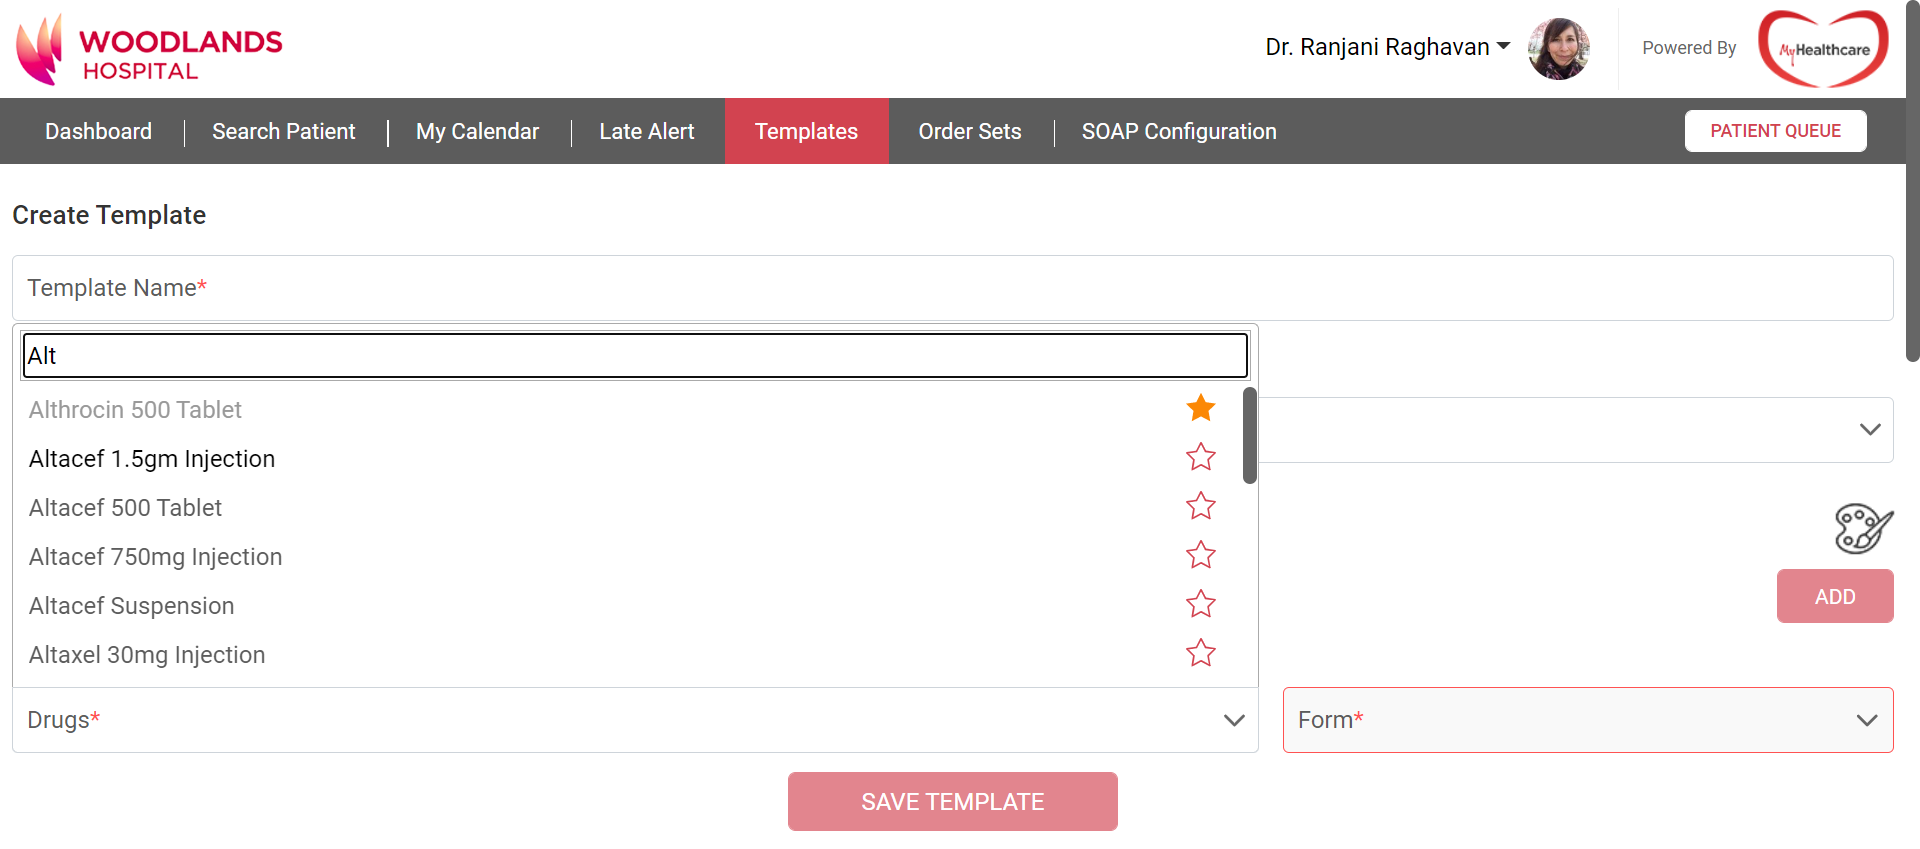 WOODLANDS
HOSPITAL
Dr. Ranjani Raghavan
Powered By
MyHealthcare
Dashboard
Search Patient
My Calendar
Late Alert
Templates
Order Sets
SOAP Configuration
PATIENT QUEUE
Create Template
Template Name*
Alt
Althrocin 500 Tablet
Altacef 1.5gm Injection
Altacef 500 Tablet
Altacef 750mg Injection
Altacef Suspension
Altaxel 30mg Injection
ADD
Drugs*
Form*
SAVE TEMPLATE